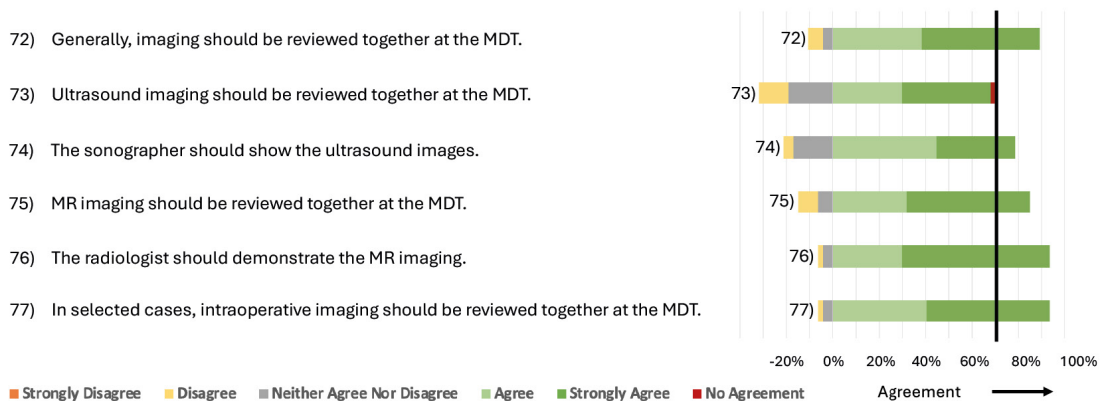 72) Generally, imaging should be reviewed together at the MDT.
73) Ultrasound imaging should be reviewed together at the MDT.
74) The sonographer should show the ultrasound images.
75) MR imaging should be reviewed together at the MDT.
76) The radiologist should demonstrate the MR imaging.
77) In selected cases, intraoperative imaging should be reviewed together at the MDT.
72)
73)
74)
75)
76)
77)
-20% 0% 20% 40% 60% 80% 100%
Strongly Disagree Disagree Neither Agree Nor Disagree Agree Strongly Agree No Agreement
Agreement